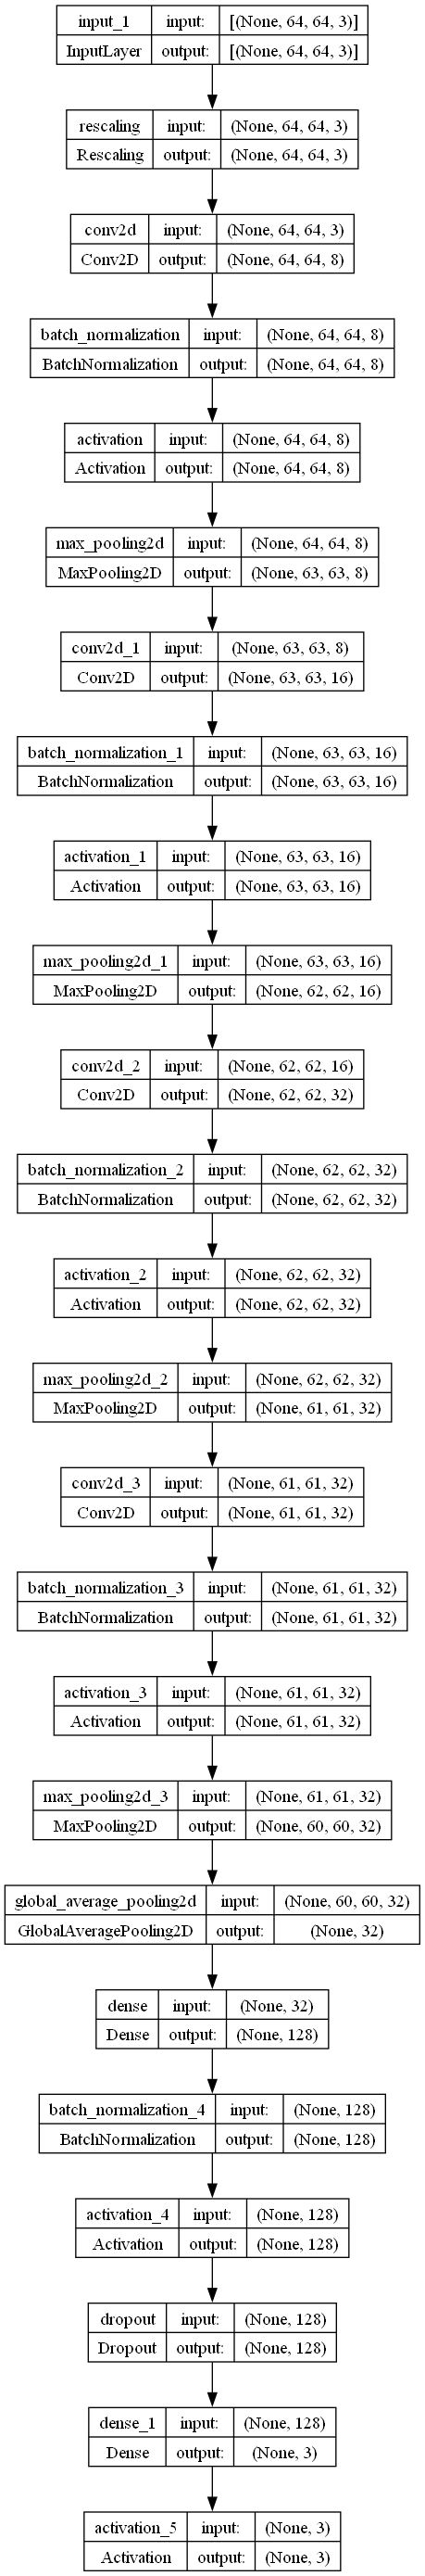 input_1 input: [(None, 64, 64, 3)]
InputLayer output: [(None, 64, 64, 3)]
rescaling input: (None, 64, 64, 3)
Rescaling output: (None, 64, 64, 3)
conv2d input: (None, 64, 64, 3)
Conv2D output: (None, 64, 64, 8)
batch_normalization input: (None, 64, 64, 8)
BatchNormalization output: (None, 64, 64, 8)
activation input: (None, 64, 64, 8)
Activation output: (None, 64, 64, 8)
max_pooling2d input: (None, 64, 64, 8)
MaxPooling2D output: (None, 63, 63, 8)
conv2d_1 input: (None, 63, 63, 8)
Conv2D output: (None, 63, 63, 16)
batch_normalization_1 input: (None, 63, 63, 16)
BatchNormalization output: (None, 63, 63, 16)
activation_1 input: (None, 63, 63, 16)
Activation output: (None, 63, 63, 16)
max_pooling2d_1 input: (None, 63, 63, 16)
MaxPooling2D output: (None, 62, 62, 16)
conv2d_2 input: (None, 62, 62, 16)
Conv2D output: (None, 62, 62, 32)
batch_normalization_2 input: (None, 62, 62, 32)
BatchNormalization output: (None, 62, 62, 32)
activation_2 input: (None, 62, 62, 32)
Activation output: (None, 62, 62, 32)
max_pooling2d_2 input: (None, 62, 62, 32)
MaxPooling2D output: (None, 61, 61, 32)
conv2d_3 input: (None, 61, 61, 32)
Conv2D output: (None, 61, 61, 32)
batch_normalization_3 input: (None, 61, 61, 32)
BatchNormalization output: (None, 61, 61, 32)
activation_3 input: (None, 61, 61, 32)
Activation output: (None, 61, 61, 32)
max_pooling2d_3 input: (None, 61, 61, 32)
MaxPooling2D output: (None, 60, 60, 32)
global_average_pooling2d input: (None, 60, 60, 32)
GlobalAveragePooling2D output: (None, 32)
dense input: (None, 32)
Dense output: (None, 128)
batch_normalization_4 input: (None, 128)
BatchNormalization output: (None, 128)
activation_4 input: (None, 128)
Activation output: (None, 128)
dropout input: (None, 128)
Dropout output: (None, 128)
dense_1 input: (None, 128)
Dense output: (None, 3)
activation_5 input: (None, 3)
Activation output: (None, 3)